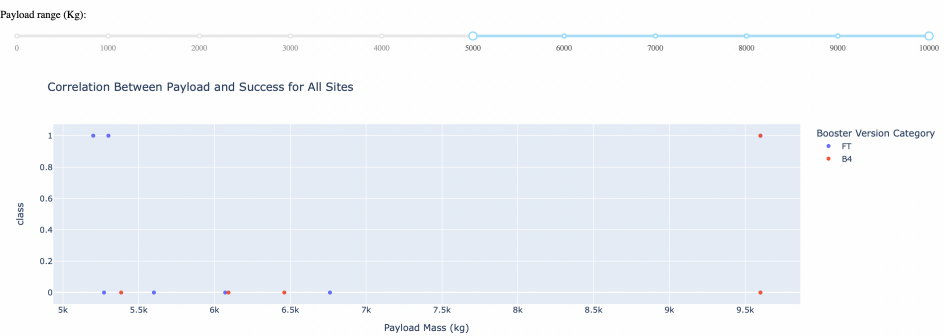 Payload range (Kg):
0 1000 2000 3000 4000 5000 6000 7000 8000 9000 10000
Correlation Between Payload and Success for All Sites
Booster Version Category
FT
B4
1
0.8
0.6
0.4
0.2
0
class
5k 5.5k 6k 6.5k 7k 7.5k 8k 8.5k 9k 9.5k
Payload Mass (kg)